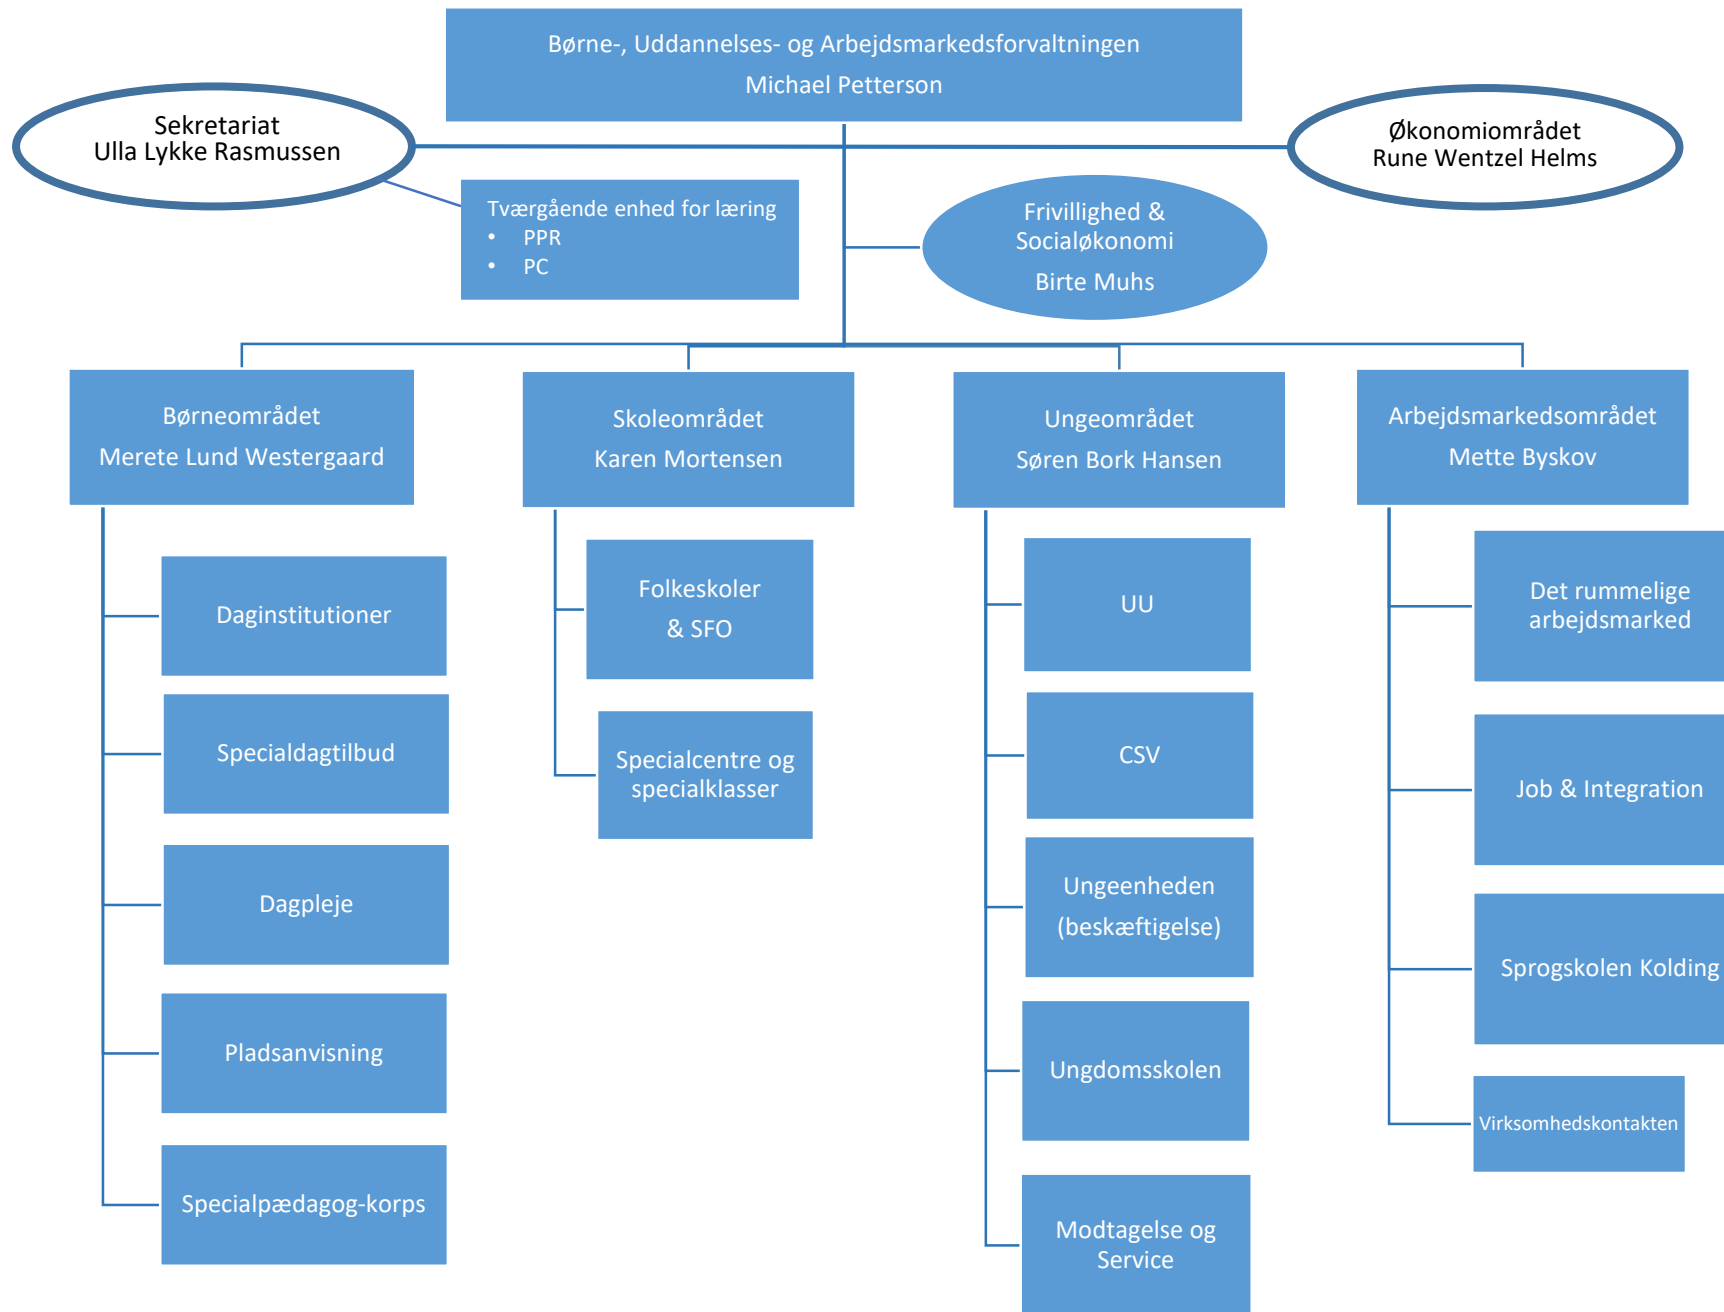 Børne-, Uddannelses- og Arbejdsmarkedsforvaltningen
Michael Petterson
Sekretariat
Ulla Lykke Rasmussen
Økonomiområdet
Rune Wentzel Helms
Tværgående enhed for læring
• PPR
• PC
Frivillighed &
Socialøkonomi
Birte Muhs
Børneområdet
Merete Lund Westergaard
Skoleområdet
Karen Mortensen
Ungeområdet
Søren Bork Hansen
Arbejdsmarkedsområdet
Mette Byskov
Daginstitutioner
Specialdagtilbud
Dagpleje
Pladsanvisning
Specialpædagog-korps
Folkeskoler
& SFO
Specialcentre og
specialklasser
UU
CSV
Ungeenheden
(beskæftigelse)
Ungdomsskolen
Modtagelse og
Service
Det rummelige
arbejdsmarked
Job & Integration
Sprogskolen Kolding
Virksomhedskontakten